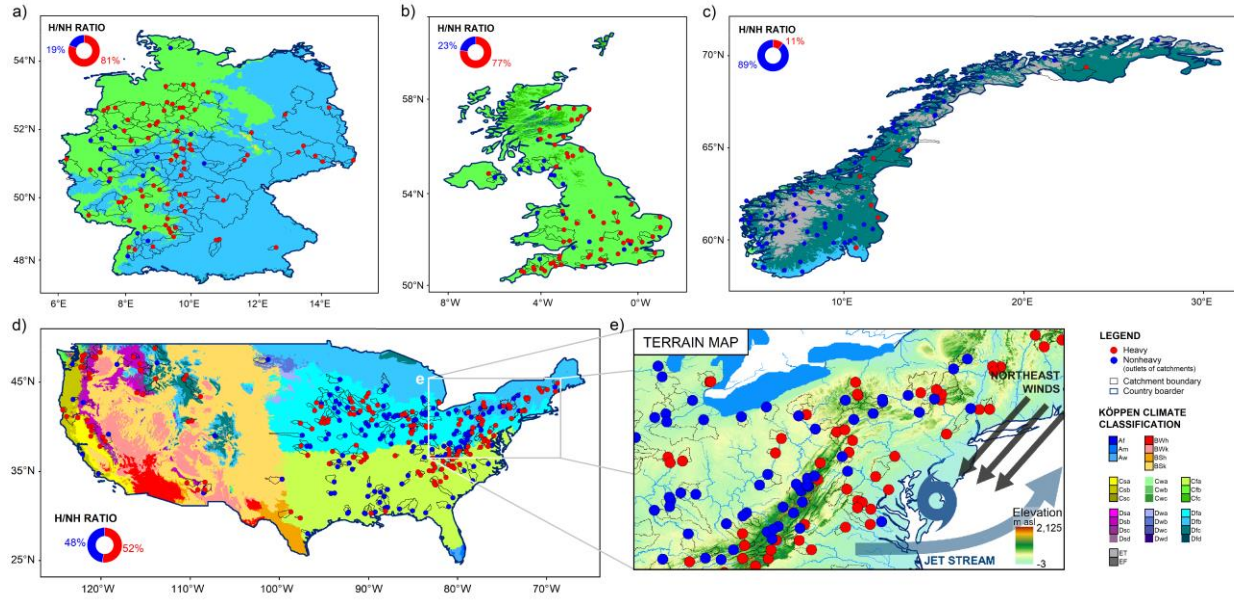 a)
H/NH RATIO
19%
81%
54°N
52°N
50°N
48°N
6°E
8°E
10°E
12°E
14°E
b)
H/NH RATIO
23%
77%
58°N
54°N
50°N
8°W
4°W
0°W
c)
H/NH RATIO
11%
89%
70°N
65°N
60°N
10°E
20°E
30°E
d)
45°N
35°N
25°N
e
H/NH RATIO
48%
52%
120°W
110°W
100°W
90°W
80°W
70°W
e)
TERRAIN MAP
NORTHEAST
WINDS
Elevation
m asl
2,125
-3
JET STREAM
LEGEND
Heavy
Nonheavy
(outlets of catchments)
Catchment boundary
Country boarder
KÖPPEN CLIMATE
CLASSIFICATION
Af BWh
Am BWk
Aw BSh
BSk
Csa Cwa Cfa
Csb Cwb Cfb
Csc Cwc Cfc
Dsa Dwa Dfa
Dsb Dwb Dfb
Dsc Dwc Dfc
Dsd Dwd Dfd
ET
EF